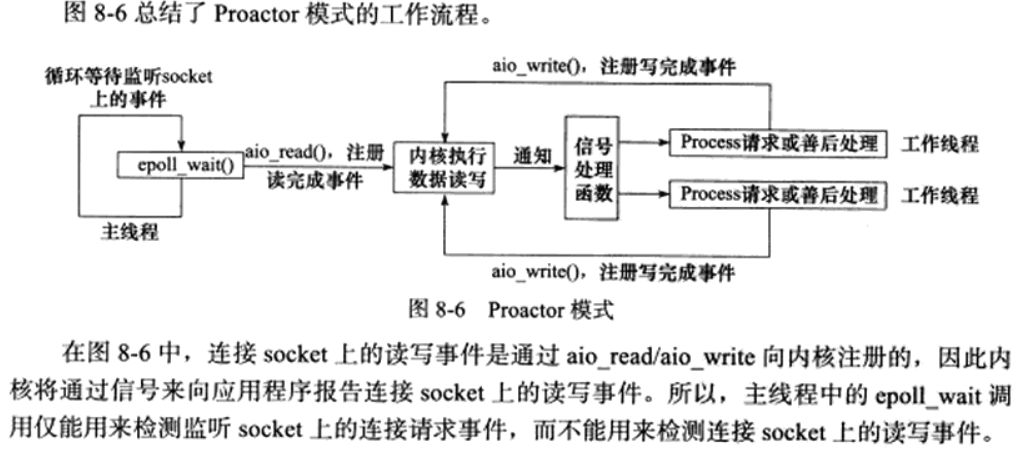 图 8-6 总结了 Proactor 模式的工作流程。
循环等待监听socket
上的事件
epoll_wait()
主线程
aio_read()，注册
读完成事件
内核执行
数据读写
通知
信号
处理
函数
aio_write()，注册写完成事件
Process请求或善后处理
工作线程
Process请求或善后处理
工作线程
aio_write()，注册写完成事件
图 8-6 Proactor 模式
在图 8-6 中，连接 socket 上的读写事件是通过 aio_read/aio_write 向内核注册的，因此内
核将通过信号来向应用程序报告连接 socket 上的读写事件。所以，主线程中的 epoll_wait 调
用仅能用来检测监听 socket 上的连接请求事件，而不能用来检测连接 socket 上的读写事件。